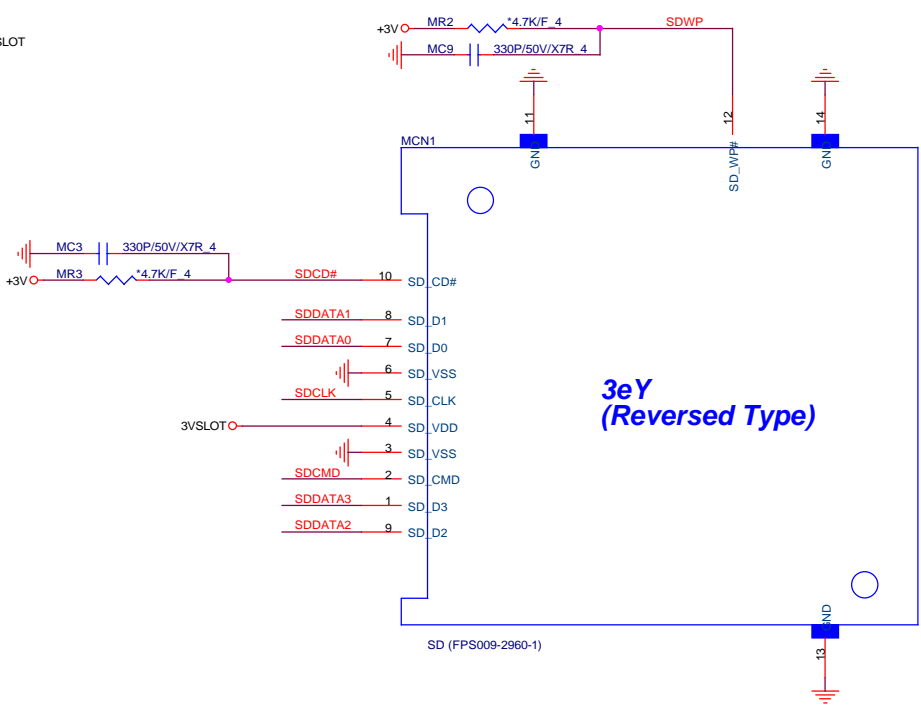 SLOT
+3V MR2 *4.7K/F_4 SDWP
MC9 330P/50V/X7R_4
11 12 14
MCN1
GND SD_WP# GND
MC3 330P/50V/X7R_4
+3V MR3 *4.7K/F_4 SDCD# 10 SD_CD#
SDDATA1 8 SD_D1
SDDATA0 7 SD_D0
6 SD_VSS
SDCLK 5 SD_CLK
3VSLOT 4 SD_VDD
3 SD_VSS
SDCMD 2 SD_CMD
SDDATA3 1 SD_D3
SDDATA2 9 SD_D2
3eY
(Reversed Type)
GND
SD (FPS009-2960-1)
13